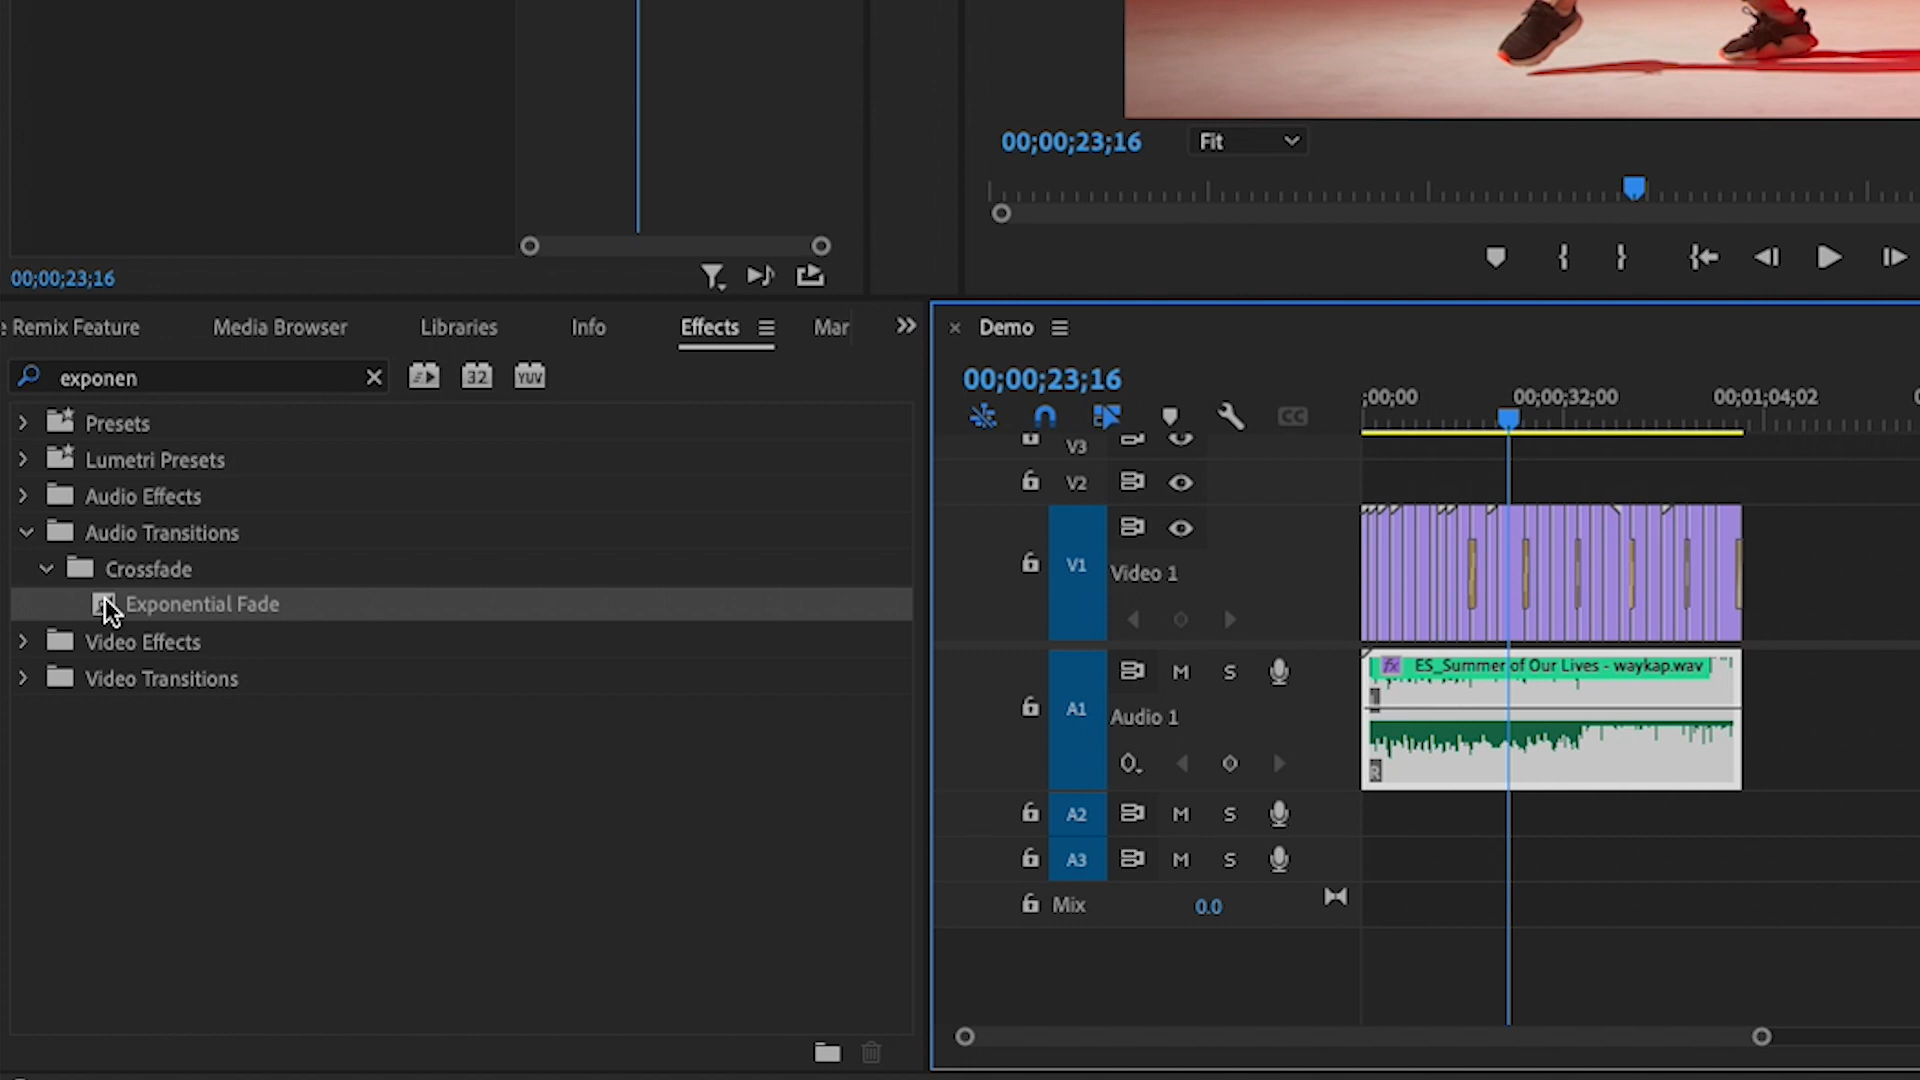 00;00;23;16
Fit
00;00;23;16
e Remix Feature
Media Browser
Libraries
Info
Effects
Mar
Demo
exponen
32
YUV
00;00;23;16
;00;00
00;00;32;00
00;01;04;02
CC
Presets
Lumetri Presets
Audio Effects
Audio Transitions
Crossfade
Exponential Fade
Video Effects
Video Transitions
V3
V2
V1
Video 1
fx ES_Summer of Our Lives - waykap.wav
A1
M
S
Audio 1
R
A2
M
S
A3
M
S
Mix
0.0